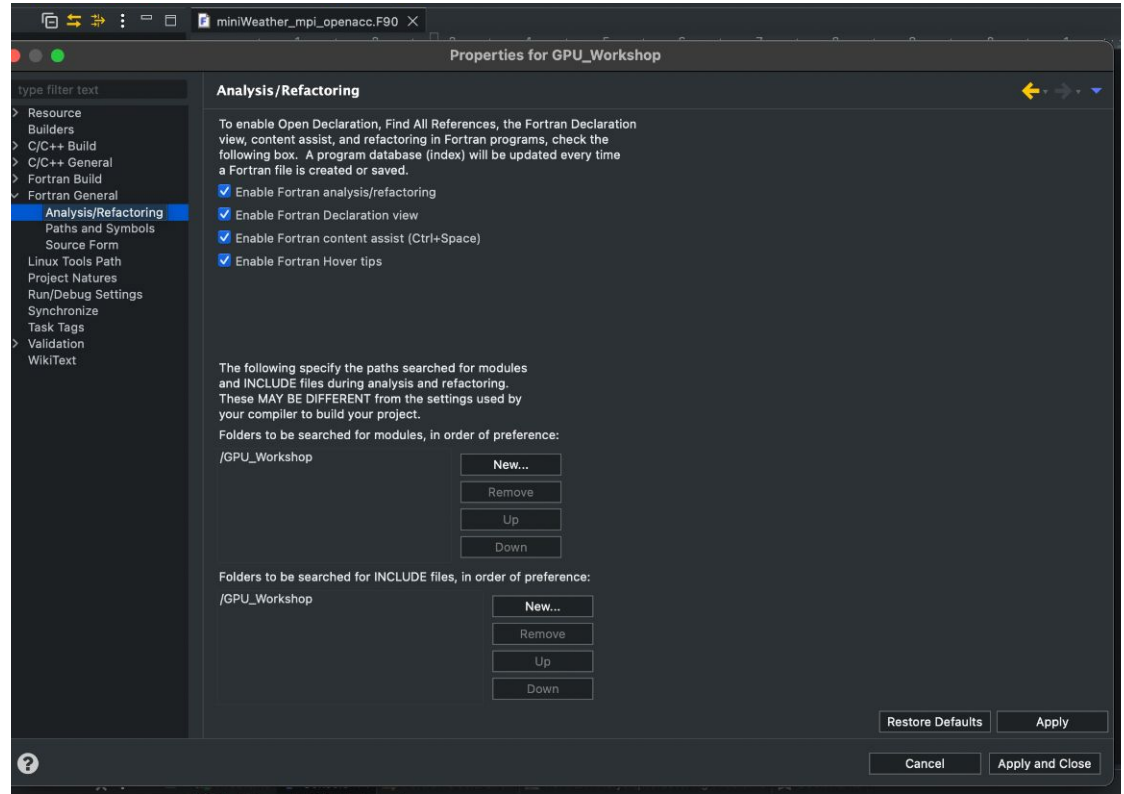 miniWeather_mpi_openacc.F90
Properties for GPU_Workshop
type filter text
Resource
Builders
C/C++ Build
C/C++ General
Fortran Build
Fortran General
Analysis/Refactoring
Paths and Symbols
Source Form
Linux Tools Path
Project Natures
Run/Debug Settings
Synchronize
Task Tags
Validation
WikiText
Analysis/Refactoring
To enable Open Declaration, Find All References, the Fortran Declaration
view, content assist, and refactoring in Fortran programs, check the
following box. A program database (index) will be updated every time
a Fortran file is created or saved.
Enable Fortran analysis/refactoring
Enable Fortran Declaration view
Enable Fortran content assist (Ctrl+Space)
Enable Fortran Hover tips
The following specify the paths searched for modules
and INCLUDE files during analysis and refactoring.
These MAY BE DIFFERENT from the settings used by
your compiler to build your project.
Folders to be searched for modules, in order of preference:
/GPU_Workshop
New...
Remove
Up
Down
Folders to be searched for INCLUDE files, in order of preference:
/GPU_Workshop
New...
Remove
Up
Down
Restore Defaults
Apply
Cancel
Apply and Close